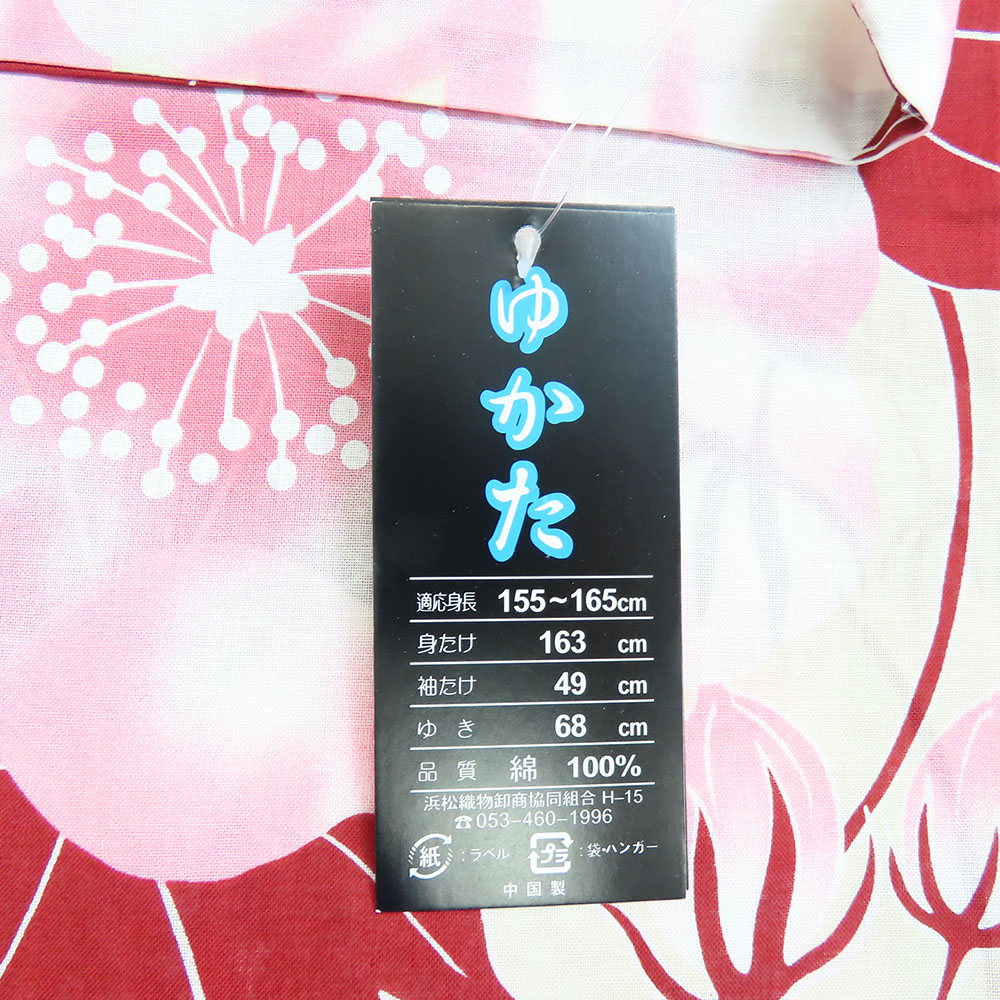 ゆかた
適応身長 155～165cm
身たけ 163 cm
袖たけ 49 cm
ゆき 68 cm
品質 綿 100%
浜松織物卸商協同組合 H-15
☎053-460-1996
紙 : ラベル プラ : 袋・ハンガー
中国製